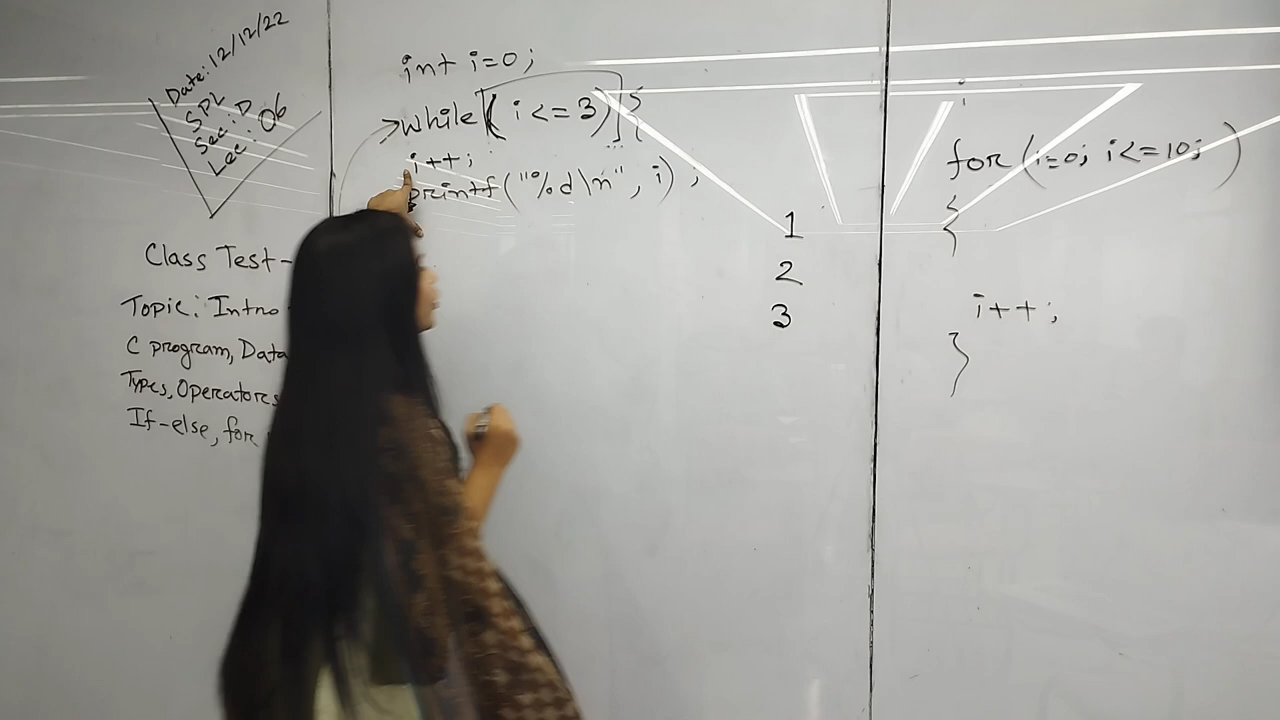 Date: 12/12/22
SPL
Sec: D
Lec: 06
Class Test-
Topic: Intro
C program, Data
Types, Operators
If-else, for
int i=0;
while (i <= 3) {
i++;
printf("%d\n", i);
1
2
3
for (i=0; i<=10; )
{
i++;
}